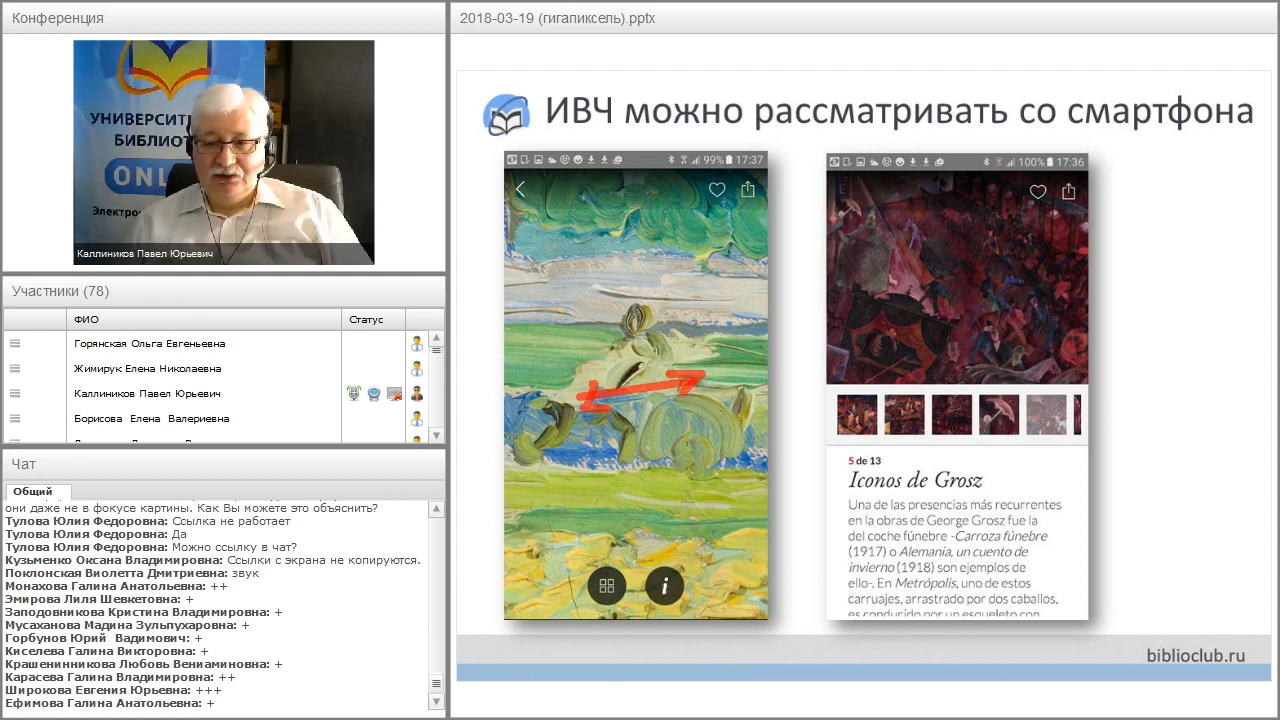 Конференция
УНИВЕРСИТ
БИБЛИО
ONL
Электро
Каллиников Павел Юрьевич
Участники (78)
ФИО
Статус
Горянская Ольга Евгеньевна
Жимирук Елена Николаевна
Каллиников Павел Юрьевич
Борисова Елена Валериевна
Чат
Общий
они даже не в фокусе картины. Как Вы можете это объяснить?
Тулова Юлия Федоровна: Ссылка не работает
Тулова Юлия Федоровна: Да
Тулова Юлия Федоровна: Можно ссылку в чат?
Кузьменко Оксана Владимировна: Ссылки с экрана не копируются.
Поклонская Виолетта Дмитриевна: звук
Монахова Галина Анатольевна: ++
Эмирова Лиля Шевкетовна: +
Заподовникова Кристина Владимировна: +
Мусаханова Мадина Зульпухаровна: +
Горбунов Юрий Вадимович: +
Киселева Галина Викторовна: +
Крашенинникова Любовь Вениаминовна: +
Карасева Галина Владимировна: ++
Широкова Евгения Юрьевна: +++
Ефимова Галина Анатольевна: +
2018-03-19 (гигапиксель).pptx
ИВЧ можно рассматривать со смартфона
99% 17:37
i
100% 17:36
5 de 13
Iconos de Grosz
Una de las presencias más recurrentes
en la obras de George Grosz fue la
del coche fúnebre -Carroza fúnebre
(1917) o Alemania, un cuento de
invierno (1918) son ejemplos de
ello-. En Metrópolis, uno de estos
carruajes, arrastrado por dos caballos,
es conducido por un esqueleto con
biblioclub.ru